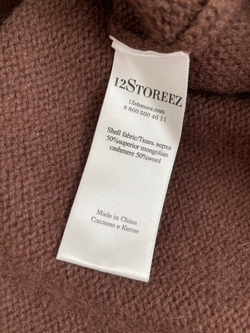 12STOREEZ
12storeez.com
8 800 500 46 11
Shell fabric/Ткань верха
50%superior mongolian
cashmere 50%wool
Made in China
Сделано в Китае